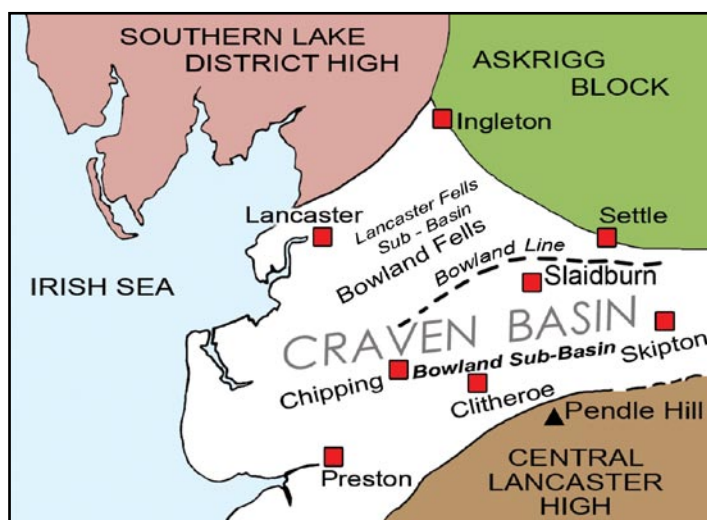 SOUTHERN LAKE
DISTRICT HIGH
ASKRIGG
BLOCK
Ingleton
Lancaster
Lancaster Fells
Sub - Basin
Bowland Fells
Settle
Bowland Line
Slaidburn
IRISH SEA
CRAVEN BASIN
Skipton
Bowland Sub-Basin
Chipping
Clitheroe
Pendle Hill
Preston
CENTRAL
LANCASTER
HIGH